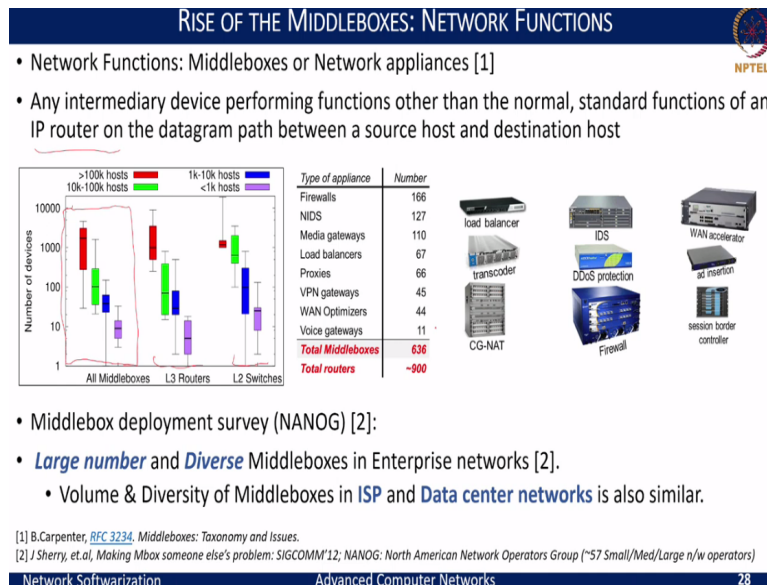 RISE OF THE MIDDLEBOXES: NETWORK FUNCTIONS
NPTEL
• Network Functions: Middleboxes or Network appliances [1]
• Any intermediary device performing functions other than the normal, standard functions of an
IP router on the datagram path between a source host and destination host
>100k hosts
1k-10k hosts
10k-100k hosts
<1k hosts
Number of devices
10000
1000
100
10
1
All Middleboxes
L3 Routers
L2 Switches
Type of appliance Number
Firewalls 166
NIDS 127
Media gateways 110
Load balancers 67
Proxies 66
VPN gateways 45
WAN Optimizers 44
Voice gateways 11
Total Middleboxes 636
Total routers ~900
load balancer
IDS
WAN accelerator
transcoder
DDoS protection
ad insertion
CG-NAT
Firewall
session border
controller
• Middlebox deployment survey (NANOG) [2]:
• Large number and Diverse Middleboxes in Enterprise networks [2].
• Volume & Diversity of Middleboxes in ISP and Data center networks is also similar.
[1] B.Carpenter, RFC 3234. Middleboxes: Taxonomy and Issues.
[2] J Sherry, et.al, Making Mbox someone else's problem: SIGCOMM'12; NANOG: North American Network Operators Group (~57 Small/Med/Large n/w operators)
Network Softwarization
Advanced Computer Networks
28